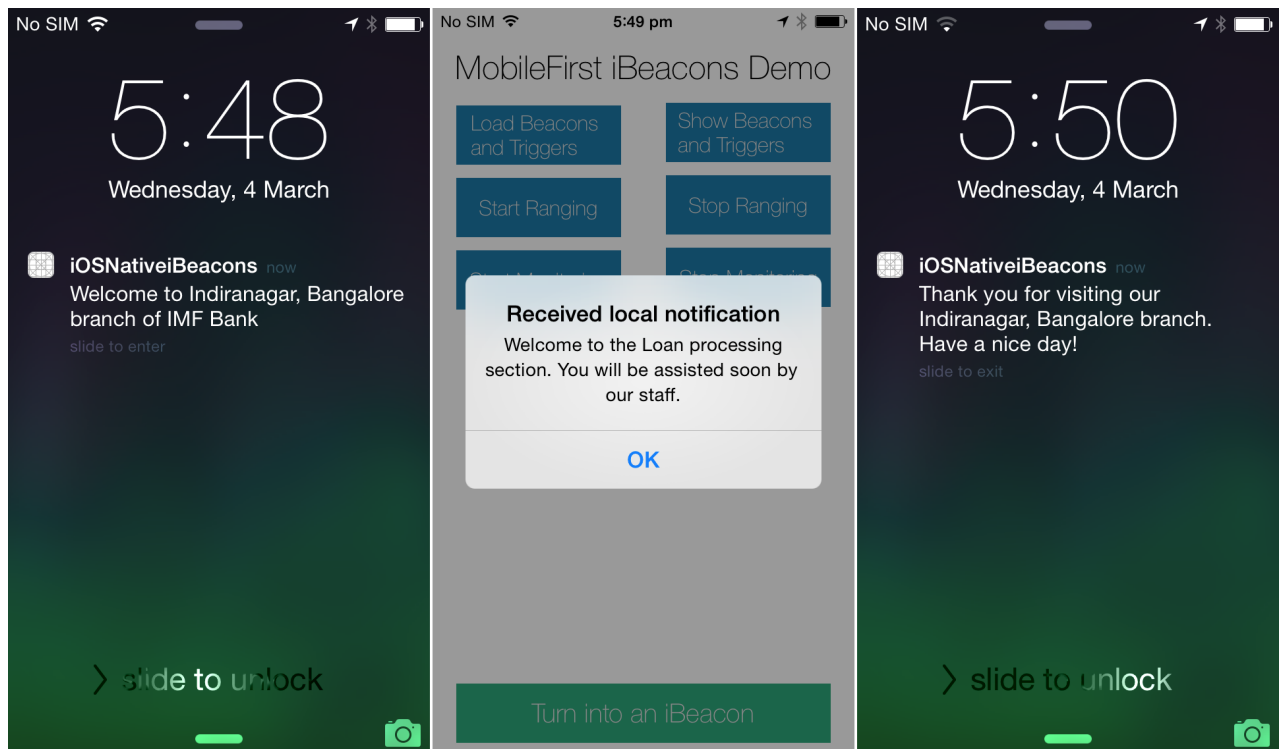 No SIM
5:48
Wednesday, 4 March
iOSNativeiBeacons now
Welcome to Indiranagar, Bangalore
branch of IMF Bank
slide to enter
slide to unlock
No SIM 5:49 pm
MobileFirst iBeacons Demo
Load Beacons
and Triggers
Show Beacons
and Triggers
Start Ranging
Stop Ranging
Start Monitoring
Stop Monitoring
Received local notification
Welcome to the Loan processing
section. You will be assisted soon by
our staff.
OK
Turn into an iBeacon
No SIM
5:50
Wednesday, 4 March
iOSNativeiBeacons now
Thank you for visiting our
Indiranagar, Bangalore branch.
Have a nice day!
slide to exit
slide to unlock